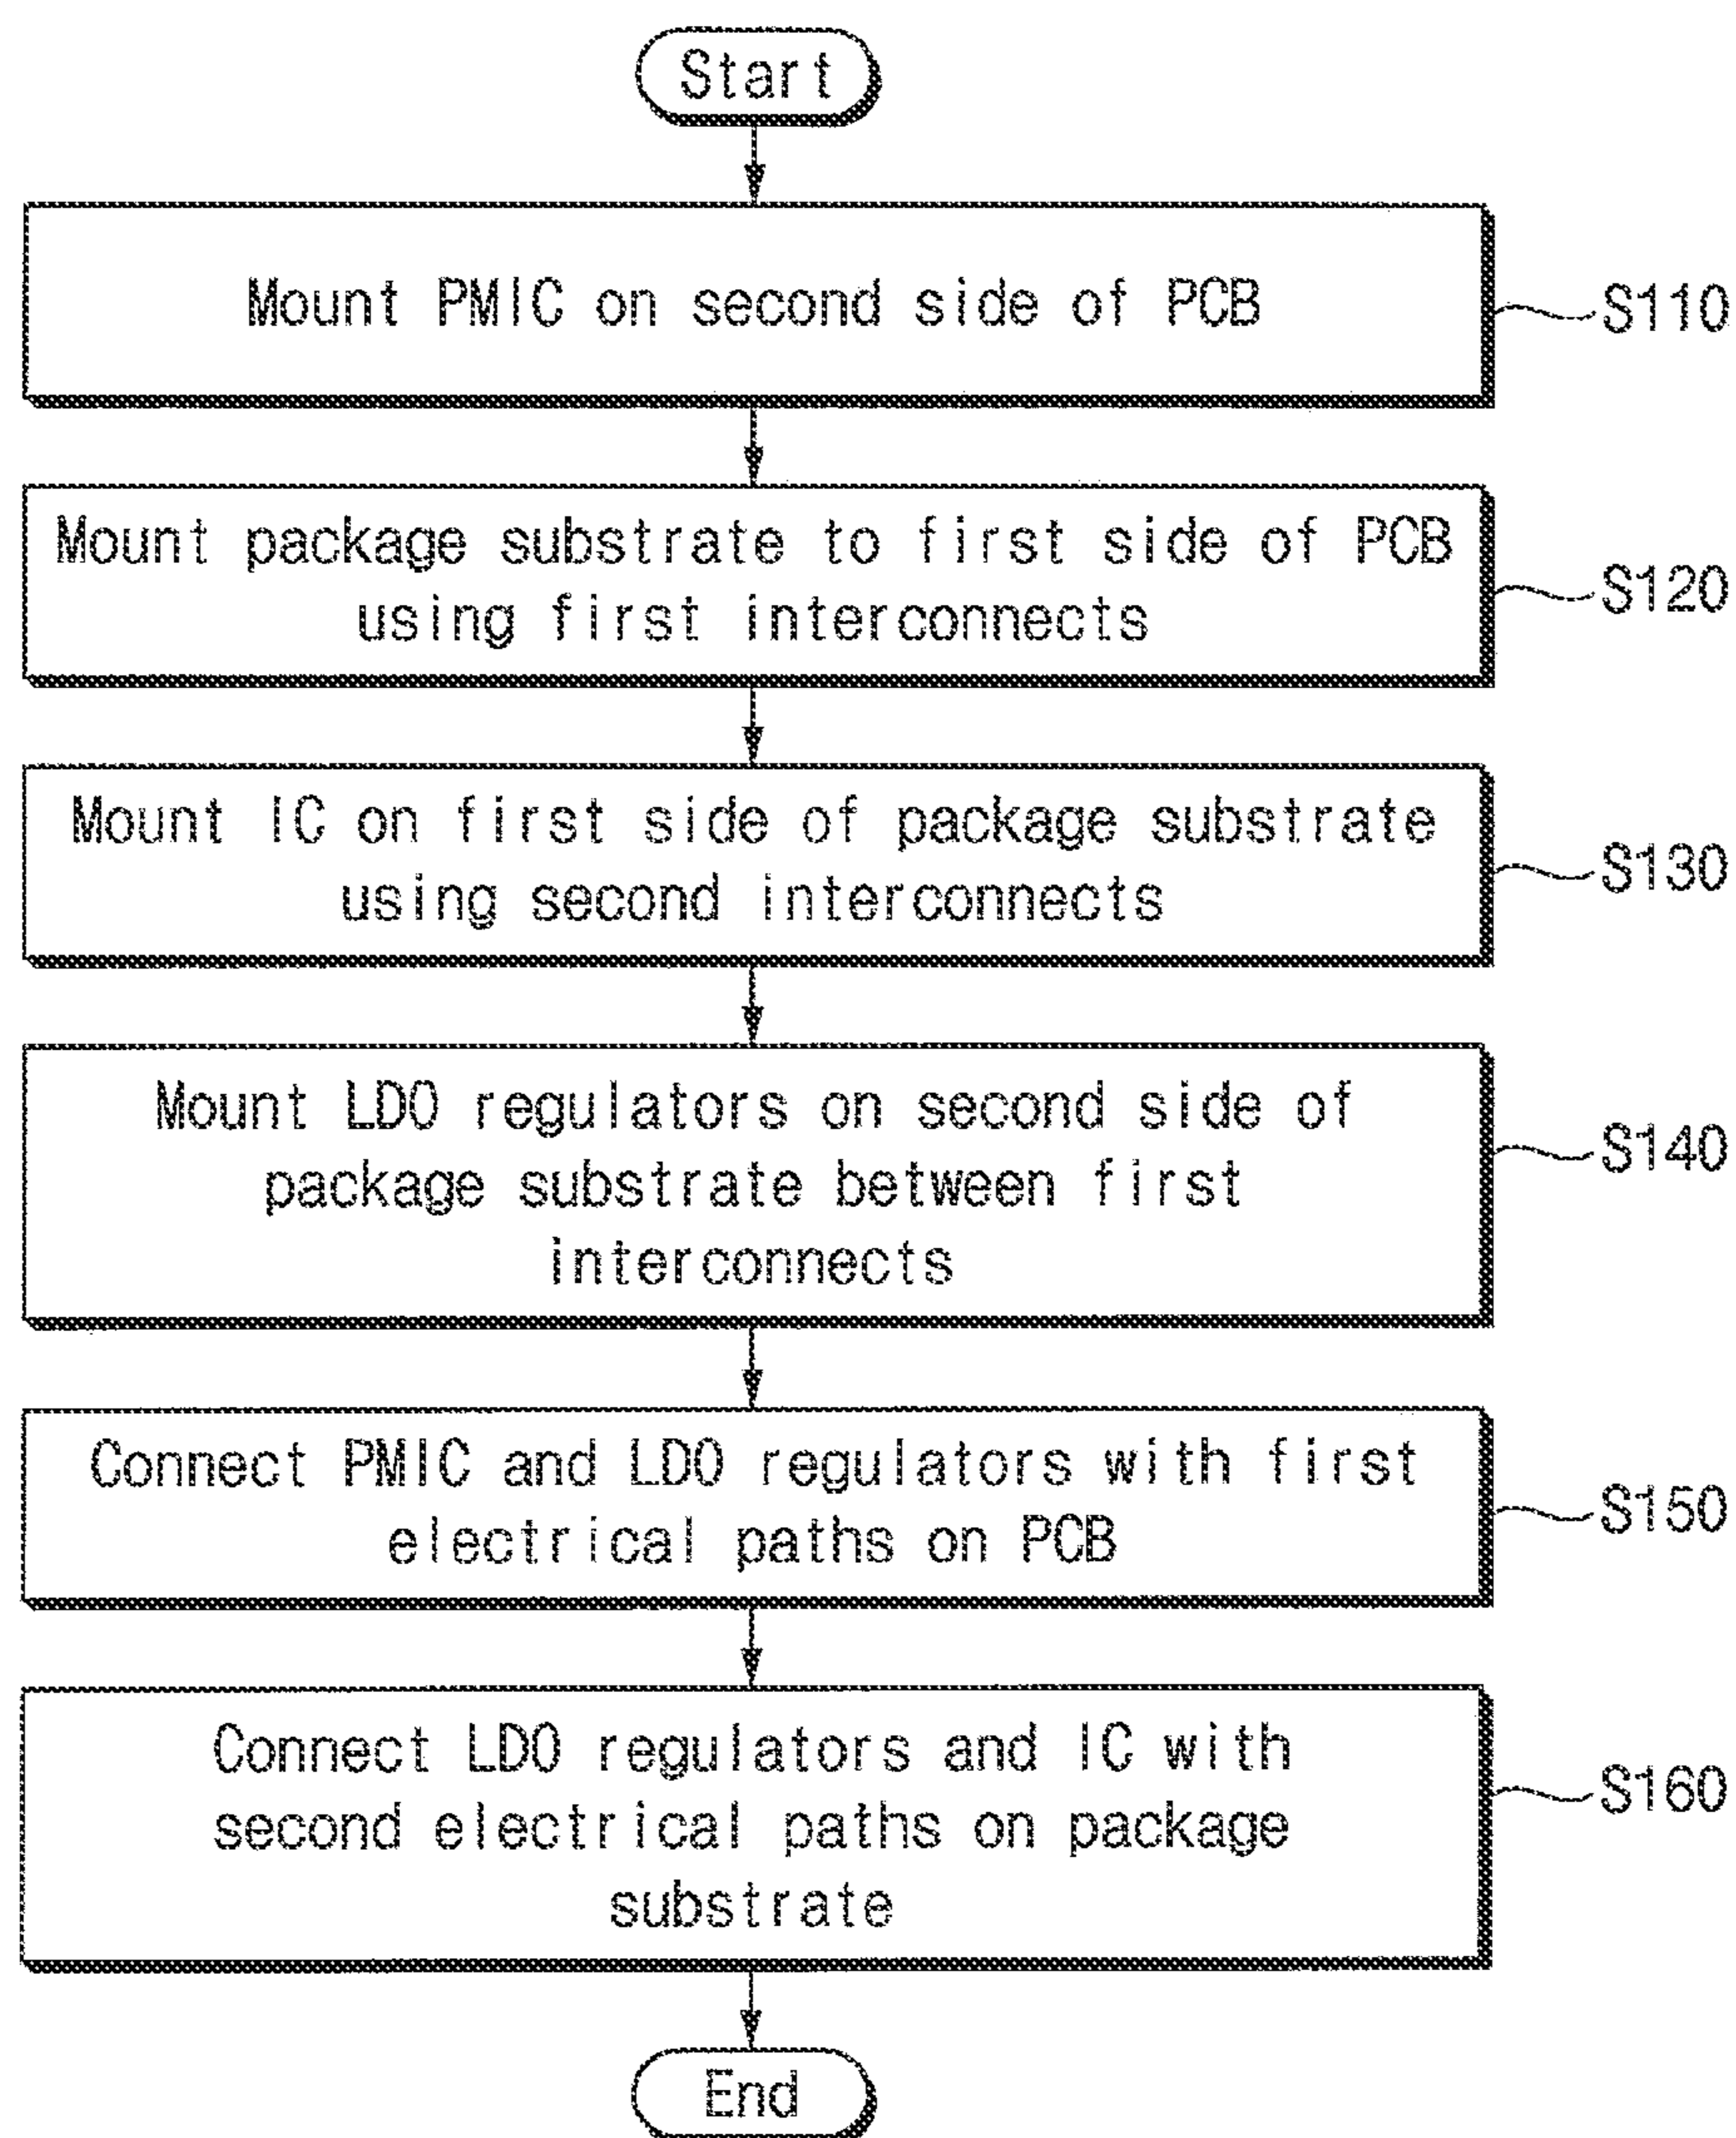 Start
Mount PMIC on second side of PCB
S110
Mount package substrate to first side of PCB
using first interconnects
S120
Mount IC on first side of package substrate
using second interconnects
S130
Mount LDO regulators on second side of
package substrate between first
interconnects
S140
Connect PMIC and LDO regulators with first
electrical paths on PCB
S150
Connect LDO regulators and IC with
second electrical paths on package
substrate
S160
End